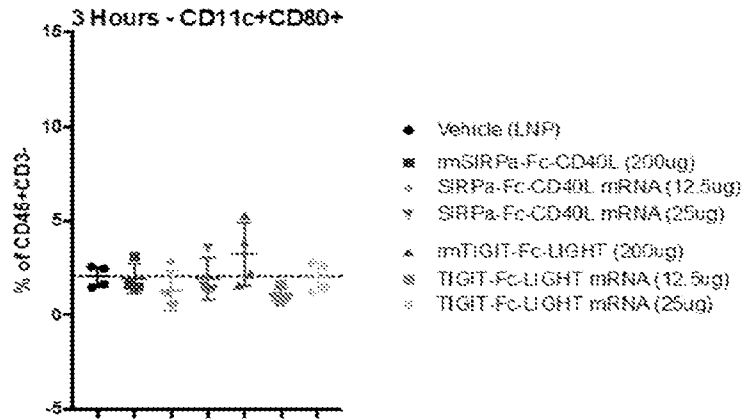 3 Hours - CD11c+CD80+
15
10
5
0
-5
% of CD45+CD3-
Vehicle (LNP)
rmSIRPa-Fc-CD40L (200ug)
SIRPa-Fc-CD40L mRNA (12.5ug)
SIRPa-Fc-CD40L mRNA (25ug)
rmTIGIT-Fc-LIGHT (200ug)
TIGIT-Fc-LIGHT mRNA (12.5ug)
TIGIT-Fc-LIGHT mRNA (25ug)